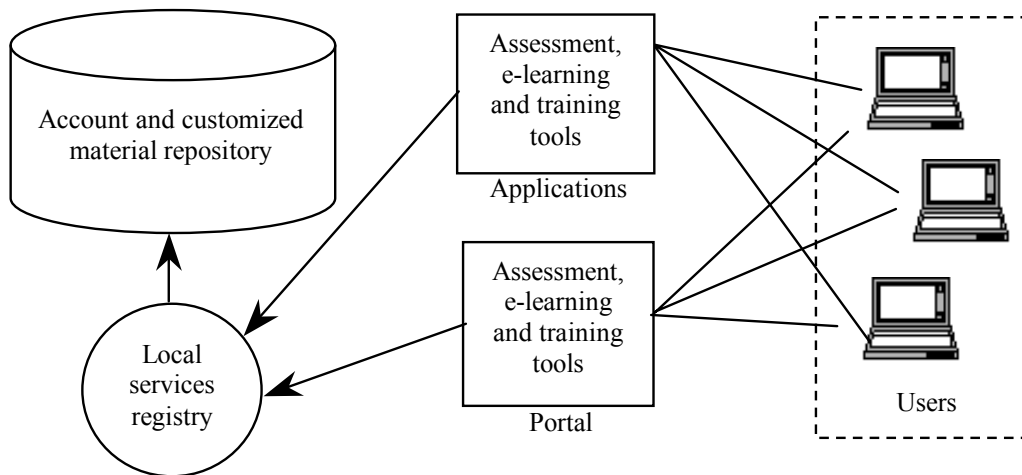 Account and customized
material repository
Local
services
registry
Assessment,
e-learning
and training
tools
Applications
Assessment,
e-learning
and training
tools
Portal
Users